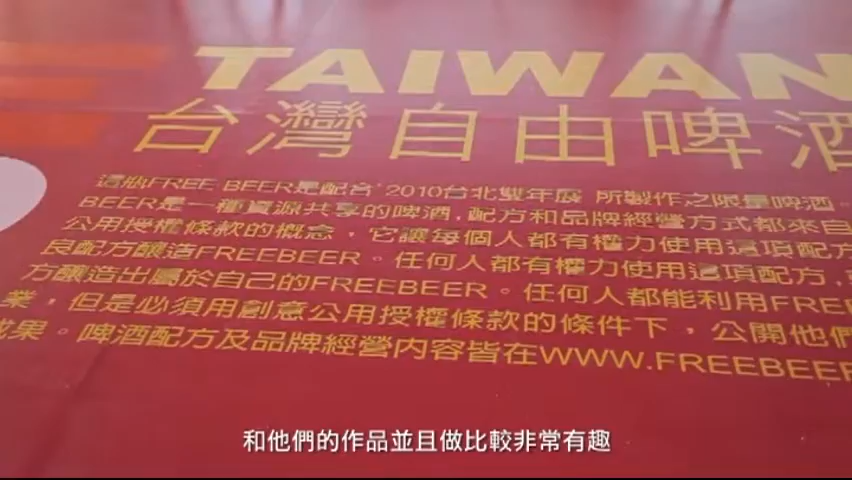 TAIWAN
台灣自由啤酒
這瓶FREE BEER是配合"2010台北雙年展 所製作之限量啤酒。
BEER是一種資源共享的啤酒,配方和品牌經營方式都來自
公用授權條款的概念，它讓每個人都有權力使用這項配方
良配方釀造FREEBEER。任何人都有權力使用這項配方,
方釀造出屬於自己的FREEBEER。任何人都能利用FREE
業，但是必須用創意公用授權條款的條件下，公開他們
成果。啤酒配方及品牌經營內容皆在WWW.FREEBEER
和他們的作品並且做比較非常有趣